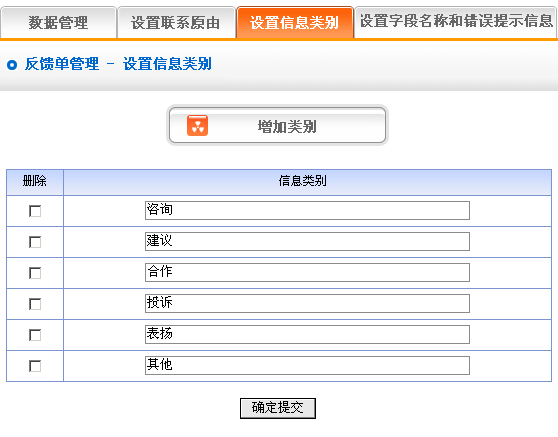 数据管理 设置联系原由 设置信息类别 设置字段名称和错误提示信息
反馈单管理 - 设置信息类别
增加类别
删除 信息类别
咨询
建议
合作
投诉
表扬
其他
确定提交